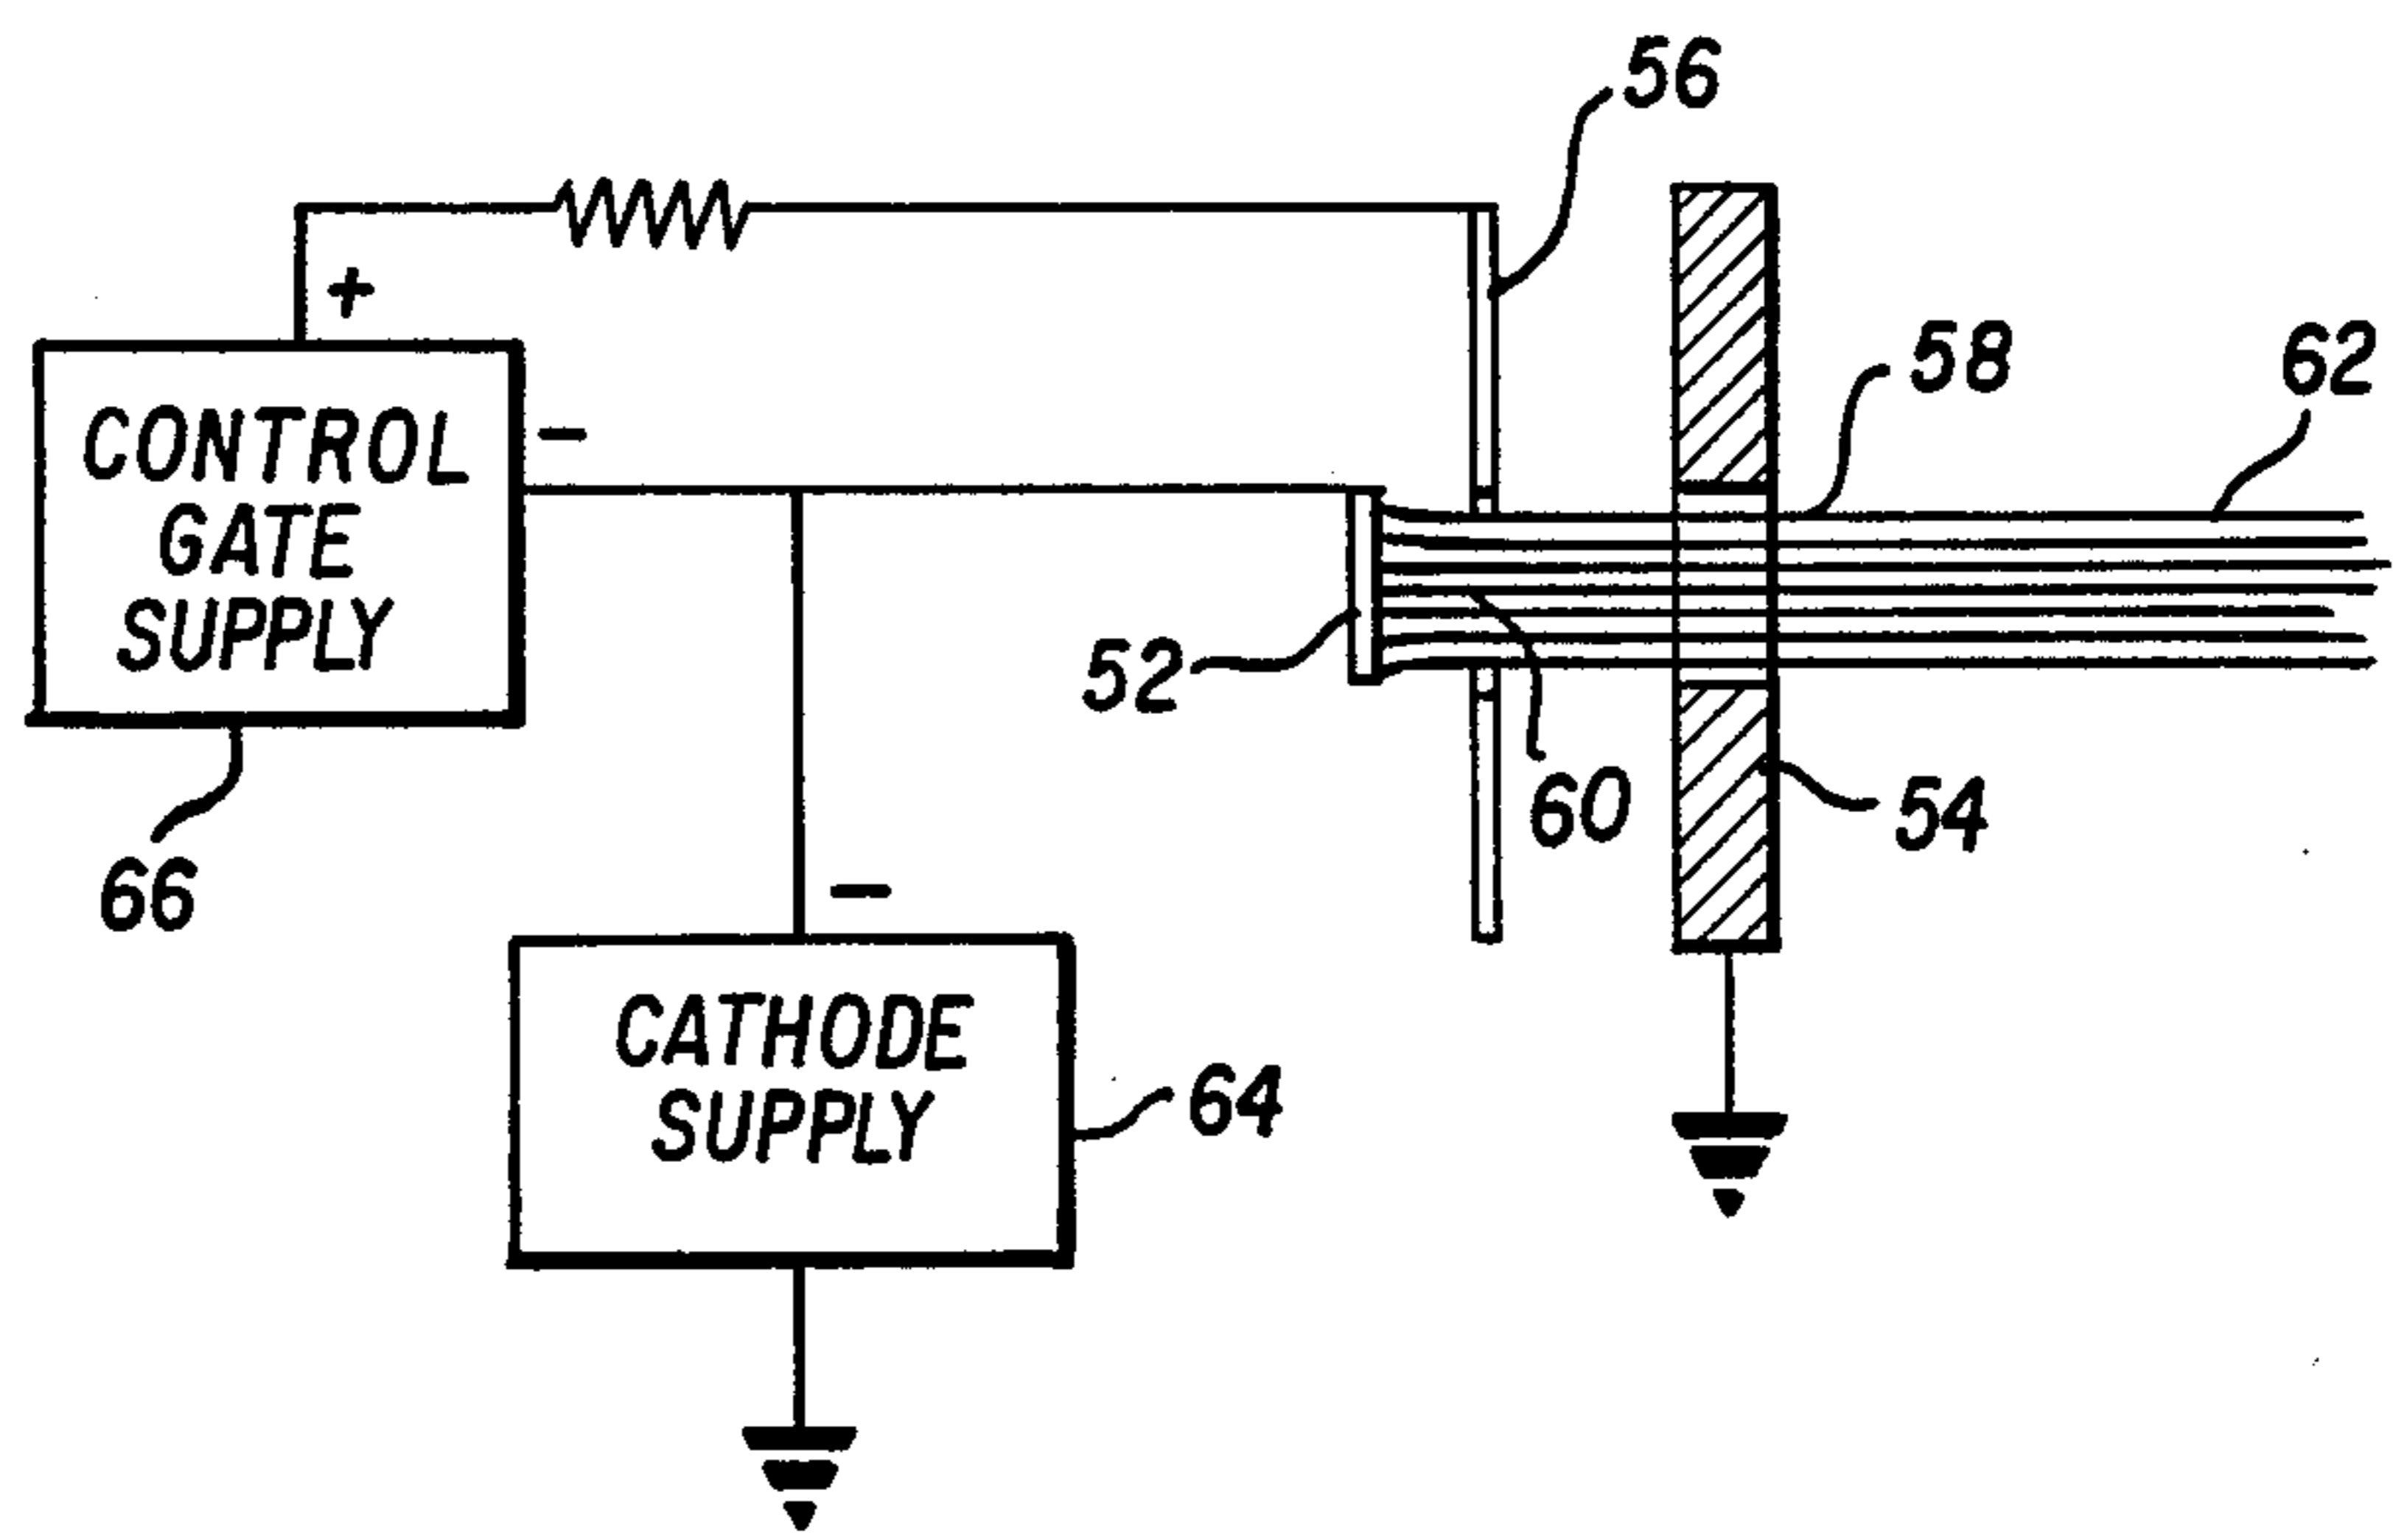 56
+
58
62
CONTROL
GATE
SUPPLY
−
52
60
54
66
−
CATHODE
SUPPLY
64